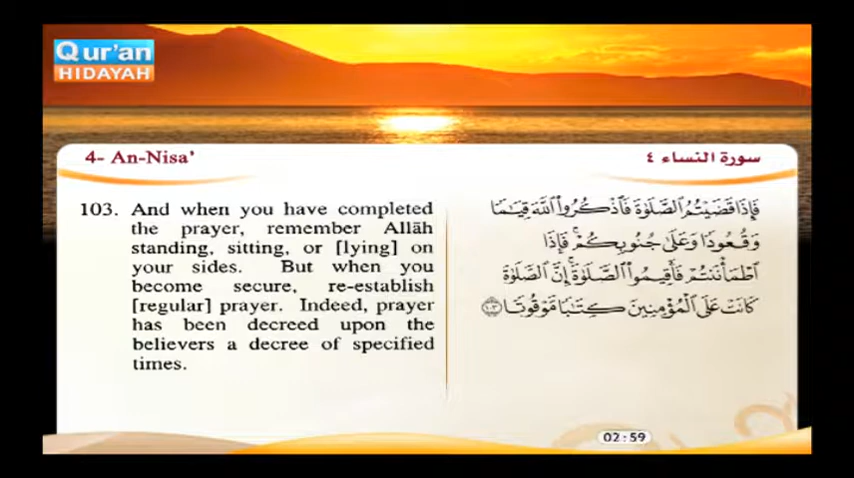 Qur'an
HIDAYAH
4- An-Nisa'
سورة النساء ٤
103. And when you have completed
the prayer, remember Allāh
standing, sitting, or [lying] on
your sides. But when you
become secure, re-establish
[regular] prayer. Indeed, prayer
has been decreed upon the
believers a decree of specified
times.
فَإِذَا قَضَيْتُمُ ٱلصَّلَوٰةَ فَٱذْكُرُوا۟ ٱللَّهَ قِيَـٰمًا
وَقُعُودًا وَعَلَىٰ جُنُوبِكُمْ ۚ فَإِذَا
ٱطْمَأْنَنتُمْ فَأَقِيمُوا۟ ٱلصَّلَوٰةَ ۚ إِنَّ ٱلصَّلَوٰةَ
كَانَتْ عَلَى ٱلْمُؤْمِنِينَ كِتَـٰبًا مَّوْقُوتًا ١٠٣
02:59